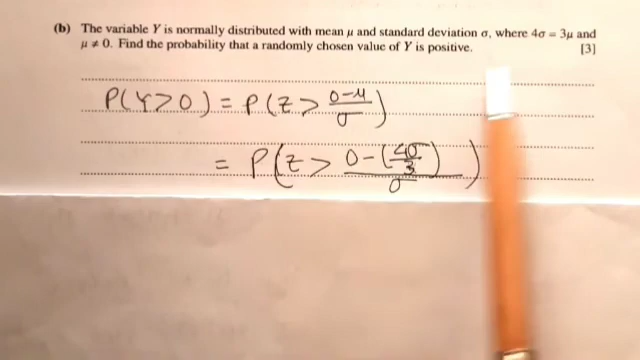 (b) The variable Y is normally distributed with mean μ and standard deviation σ, where 4σ = 3μ and
μ ≠ 0. Find the probability that a randomly chosen value of Y is positive. [3]
P(Y>0) = P(Z > (0-μ)/σ)
= P(Z > (0-(4σ/3))/σ)